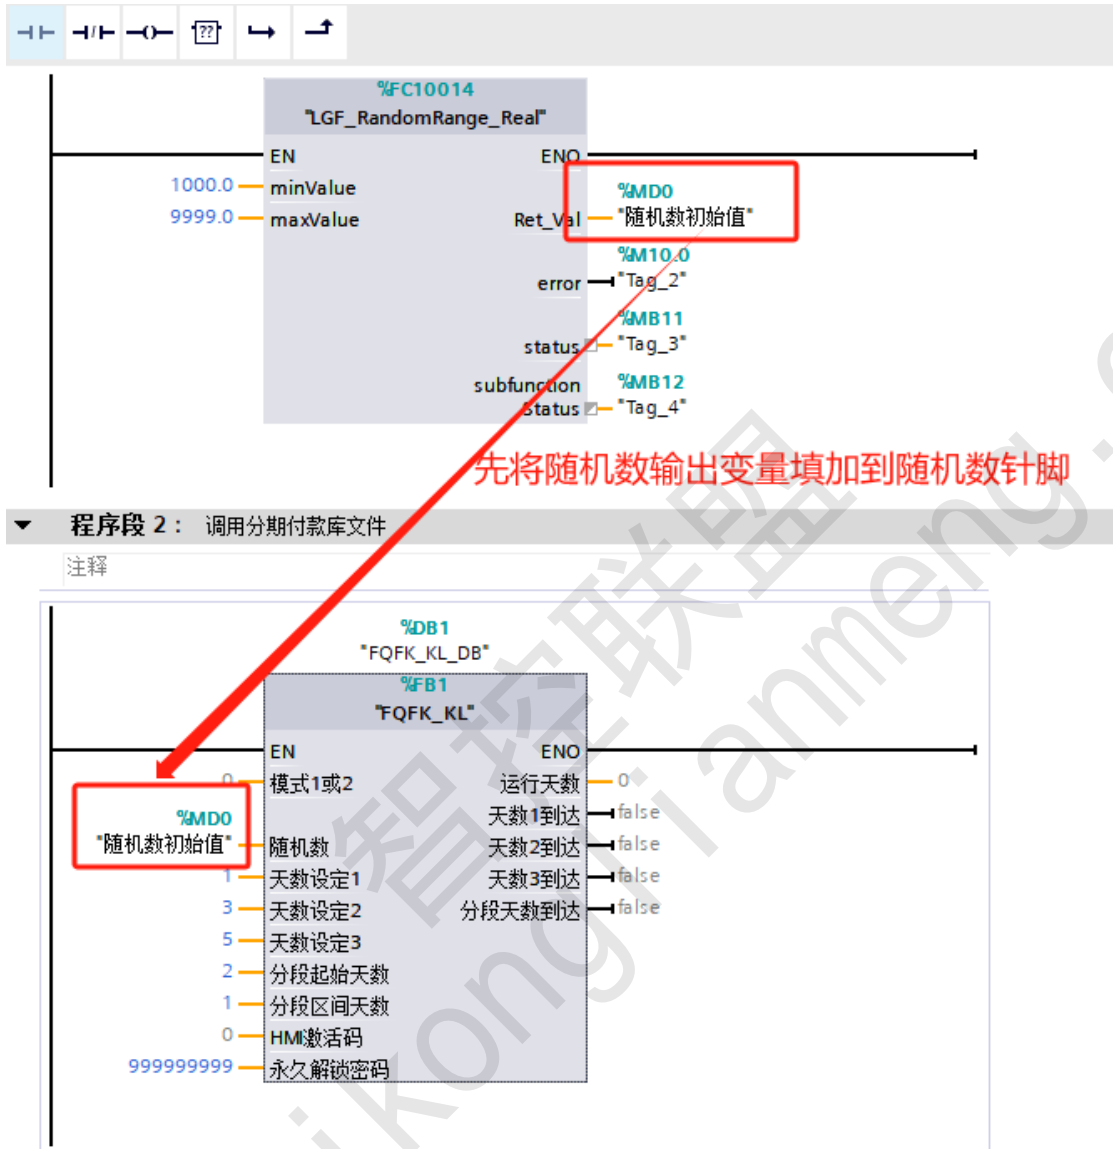 ??
%FC10014
"LGF_RandomRange_Real"
EN ENO
1000.0 minValue
%MD0
9999.0 maxValue Ret_Val "随机数初始值"
%M10.0
error "Tag_2"
%MB11
status "Tag_3"
subfunction %MB12
Status "Tag_4"
先将随机数输出变量填加到随机数针脚
程序段 2： 调用分期付款库文件
注释
%DB1
"FQFK_KL_DB"
%FB1
"FQFK_KL"
EN ENO
0 模式1或2 运行天数 0
%MD0 天数1到达 false
"随机数初始值" 随机数 天数2到达 false
1 天数设定1 天数3到达 false
3 天数设定2 分段天数到达 false
5 天数设定3
2 分段起始天数
1 分段区间天数
0 HMI激活码
999999999 永久解锁密码
智控联盟
ikonglianmeng.